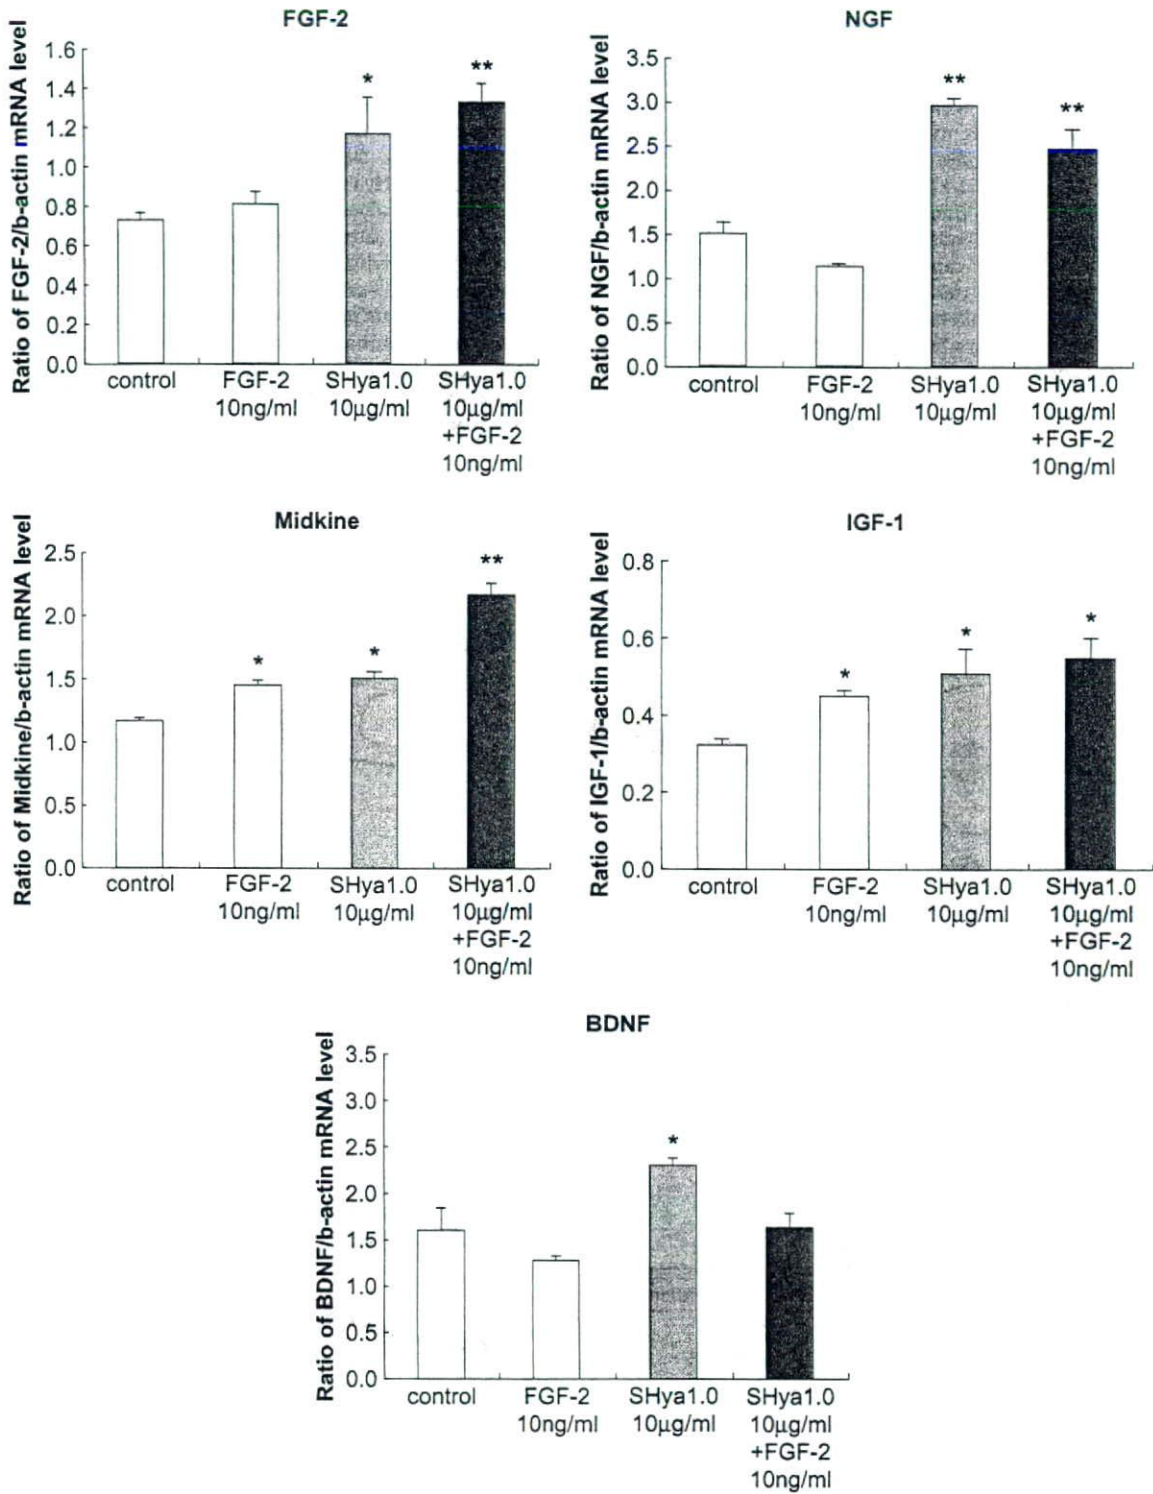 FGF-2
Ratio of FGF-2/b-actin mRNA level
1.6
1.4
1.2
1.0
0.8
0.6
0.4
0.2
0.0
*
**
control
FGF-2
10ng/ml
SHya1.0
10μg/ml
SHya1.0
10μg/ml
+FGF-2
10ng/ml
NGF
Ratio of NGF/b-actin mRNA level
3.5
3.0
2.5
2.0
1.5
1.0
0.5
0.0
**
**
control
FGF-2
10ng/ml
SHya1.0
10μg/ml
SHya1.0
10μg/ml
+FGF-2
10ng/ml
Midkine
Ratio of Midkine/b-actin mRNA level
2.5
2.0
1.5
1.0
0.5
0.0
*
*
**
control
FGF-2
10ng/ml
SHya1.0
10μg/ml
SHya1.0
10μg/ml
+FGF-2
10ng/ml
IGF-1
Ratio of IGF-1/b-actin mRNA level
0.8
0.6
0.4
0.2
0.0
*
*
*
control
FGF-2
10ng/ml
SHya1.0
10μg/ml
SHya1.0
10μg/ml
+FGF-2
10ng/ml
BDNF
Ratio of BDNF/b-actin mRNA level
3.5
3.0
2.5
2.0
1.5
1.0
0.5
0.0
*
control
FGF-2
10ng/ml
SHya1.0
10μg/ml
SHya1.0
10μg/ml
+FGF-2
10ng/ml